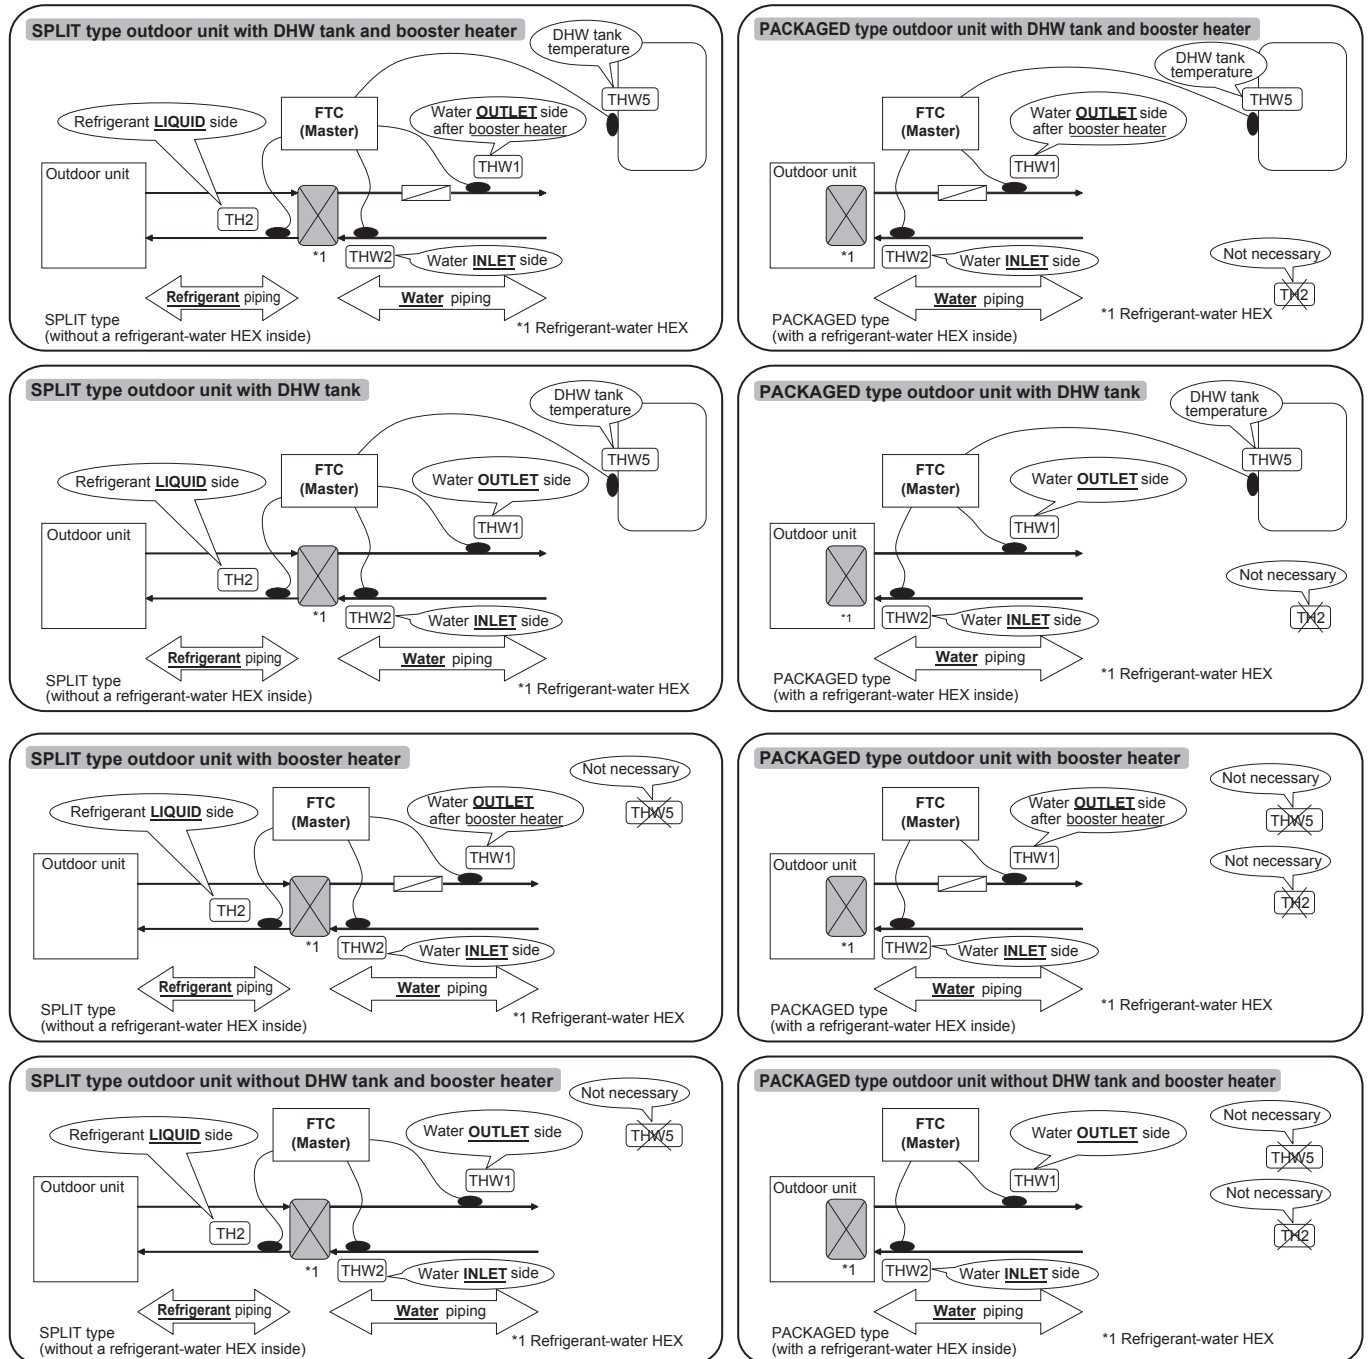 SPLIT type outdoor unit with DHW tank and booster heater
DHW tank
temperature
THW5
FTC
(Master)
Refrigerant LIQUID side
Water OUTLET side
after booster heater
THW1
Outdoor unit
TH2
*1
THW2
Water INLET side
Refrigerant piping
Water piping
SPLIT type
(without a refrigerant-water HEX inside)
*1 Refrigerant-water HEX
PACKAGED type outdoor unit with DHW tank and booster heater
DHW tank
temperature
THW5
FTC
(Master)
Water OUTLET side
after booster heater
THW1
Outdoor unit
*1
THW2
Water INLET side
Not necessary
TH2
Water piping
PACKAGED type
(with a refrigerant-water HEX inside)
*1 Refrigerant-water HEX
SPLIT type outdoor unit with DHW tank
DHW tank
temperature
THW5
FTC
(Master)
Refrigerant LIQUID side
Water OUTLET side
THW1
Outdoor unit
TH2
*1
THW2
Water INLET side
Refrigerant piping
Water piping
SPLIT type
(without a refrigerant-water HEX inside)
*1 Refrigerant-water HEX
PACKAGED type outdoor unit with DHW tank
DHW tank
temperature
THW5
FTC
(Master)
Water OUTLET side
THW1
Outdoor unit
*1
THW2
Water INLET side
Not necessary
TH2
Water piping
PACKAGED type
(with a refrigerant-water HEX inside)
*1 Refrigerant-water HEX
SPLIT type outdoor unit with booster heater
Not necessary
THW5
FTC
(Master)
Refrigerant LIQUID side
Water OUTLET
after booster heater
THW1
Outdoor unit
TH2
*1
THW2
Water INLET side
Refrigerant piping
Water piping
SPLIT type
(without a refrigerant-water HEX inside)
*1 Refrigerant-water HEX
PACKAGED type outdoor unit with booster heater
Not necessary
THW5
FTC
(Master)
Water OUTLET side
after booster heater
THW1
Not necessary
TH2
Outdoor unit
*1
THW2
Water INLET side
Water piping
PACKAGED type
(with a refrigerant-water HEX inside)
*1 Refrigerant-water HEX
SPLIT type outdoor unit without DHW tank and booster heater
Not necessary
THW5
FTC
(Master)
Refrigerant LIQUID side
Water OUTLET side
THW1
Outdoor unit
TH2
*1
THW2
Water INLET side
Refrigerant piping
Water piping
SPLIT type
(without a refrigerant-water HEX inside)
*1 Refrigerant-water HEX
PACKAGED type outdoor unit without DHW tank and booster heater
Not necessary
THW5
FTC
(Master)
Water OUTLET side
THW1
Not necessary
TH2
Outdoor unit
*1
THW2
Water INLET side
Water piping
PACKAGED type
(with a refrigerant-water HEX inside)
*1 Refrigerant-water HEX